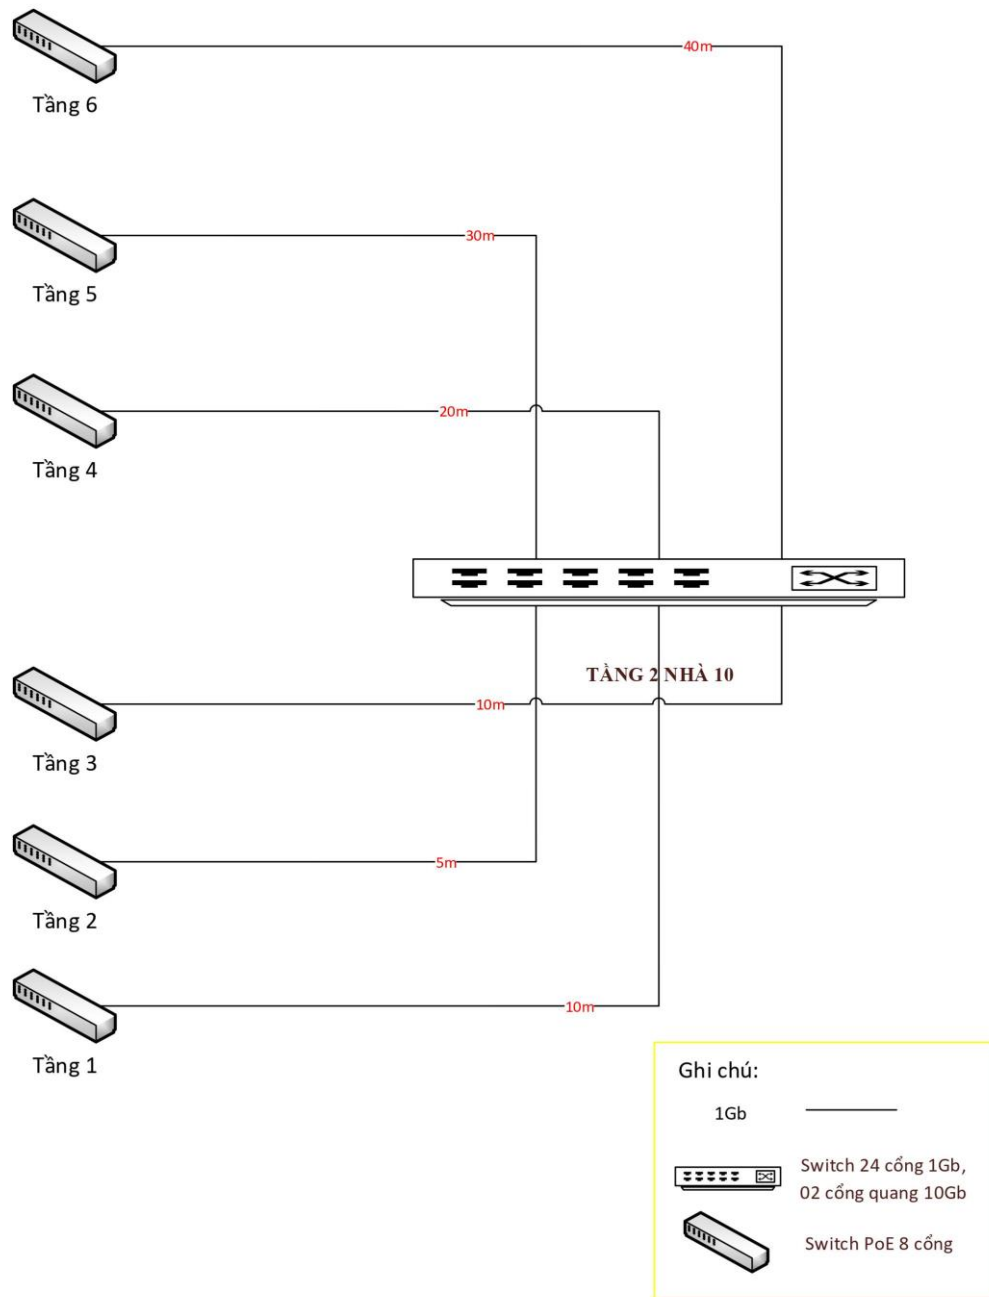 40m
Tầng 6
30m
Tầng 5
20m
Tầng 4
TẦNG 2 NHÀ 10
10m
Tầng 3
5m
Tầng 2
10m
Tầng 1
Ghi chú:
1Gb
Switch 24 cổng 1Gb,
02 cổng quang 10Gb
Switch PoE 8 cổng